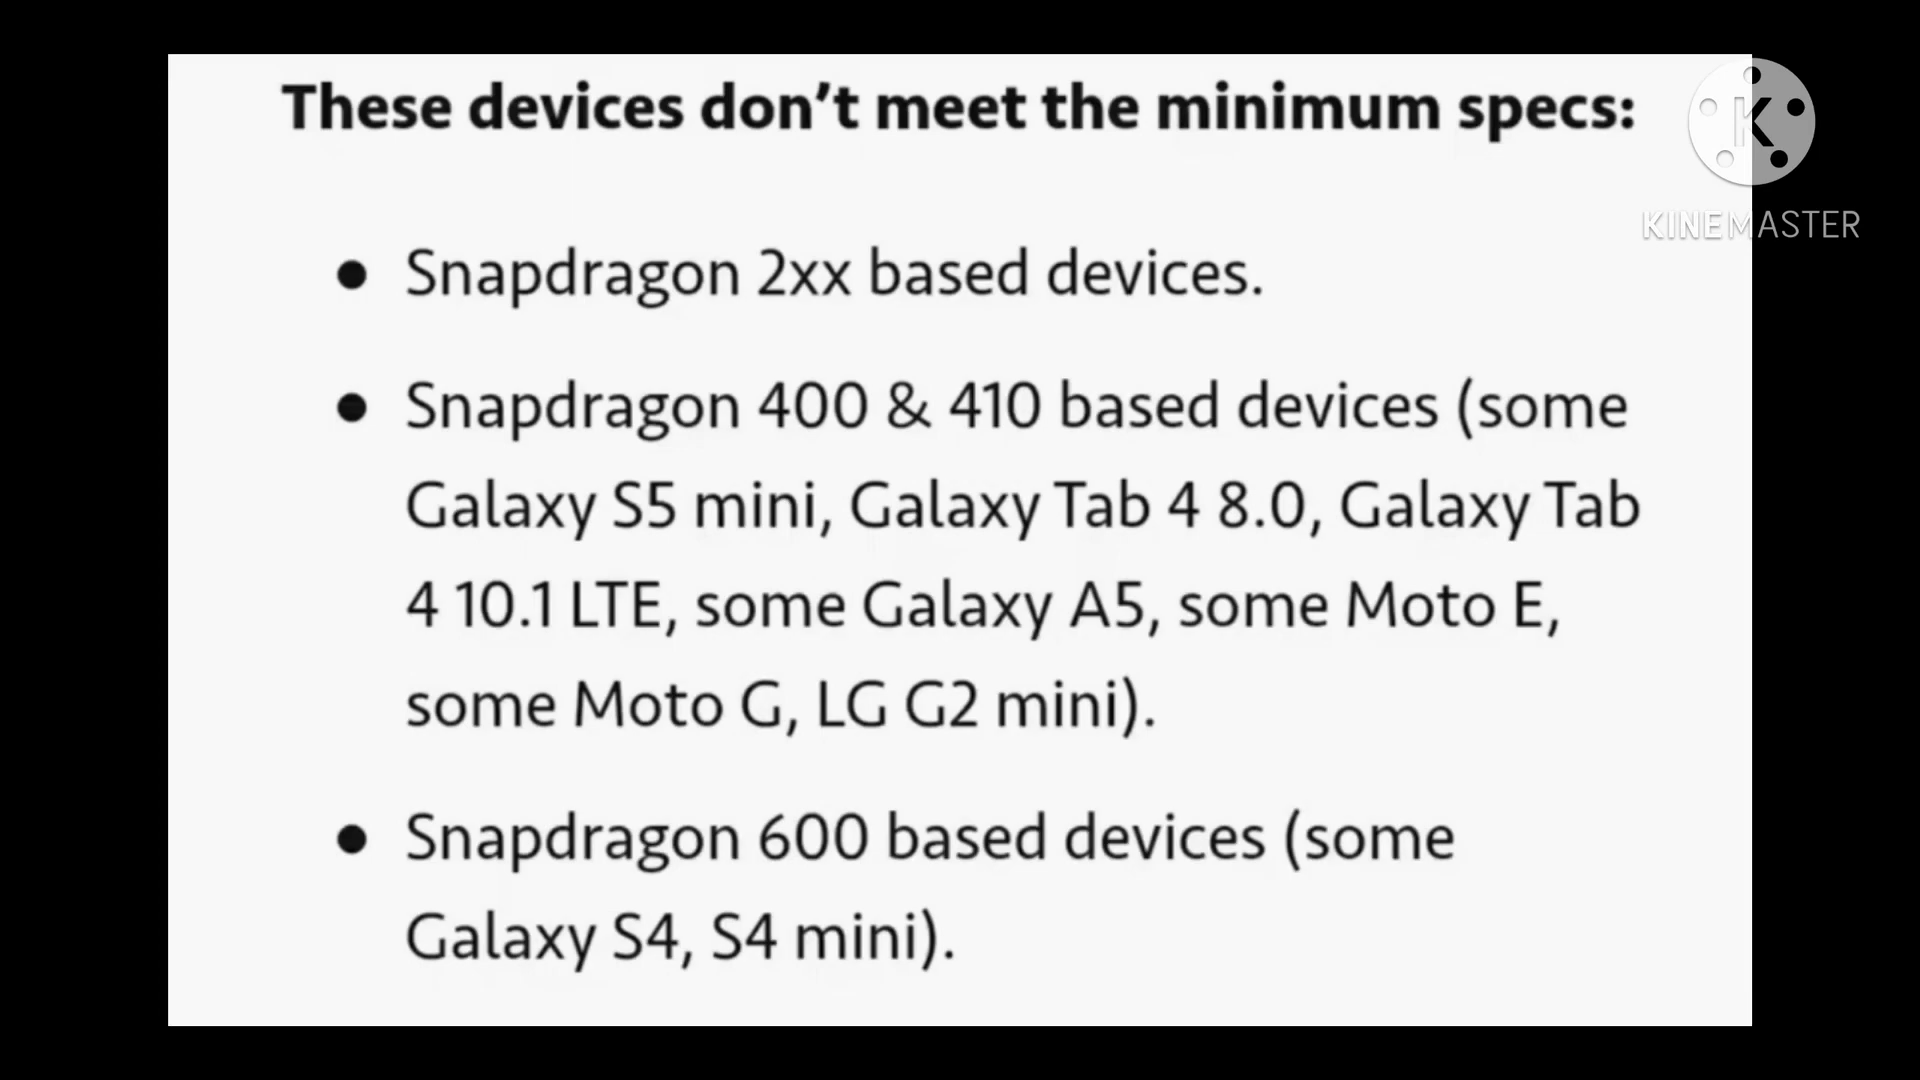 These devices don't meet the minimum specs:
K
KINEMASTER
● Snapdragon 2xx based devices.
● Snapdragon 400 & 410 based devices (some
Galaxy S5 mini, Galaxy Tab 4 8.0, Galaxy Tab
4 10.1 LTE, some Galaxy A5, some Moto E,
some Moto G, LG G2 mini).
● Snapdragon 600 based devices (some
Galaxy S4, S4 mini).